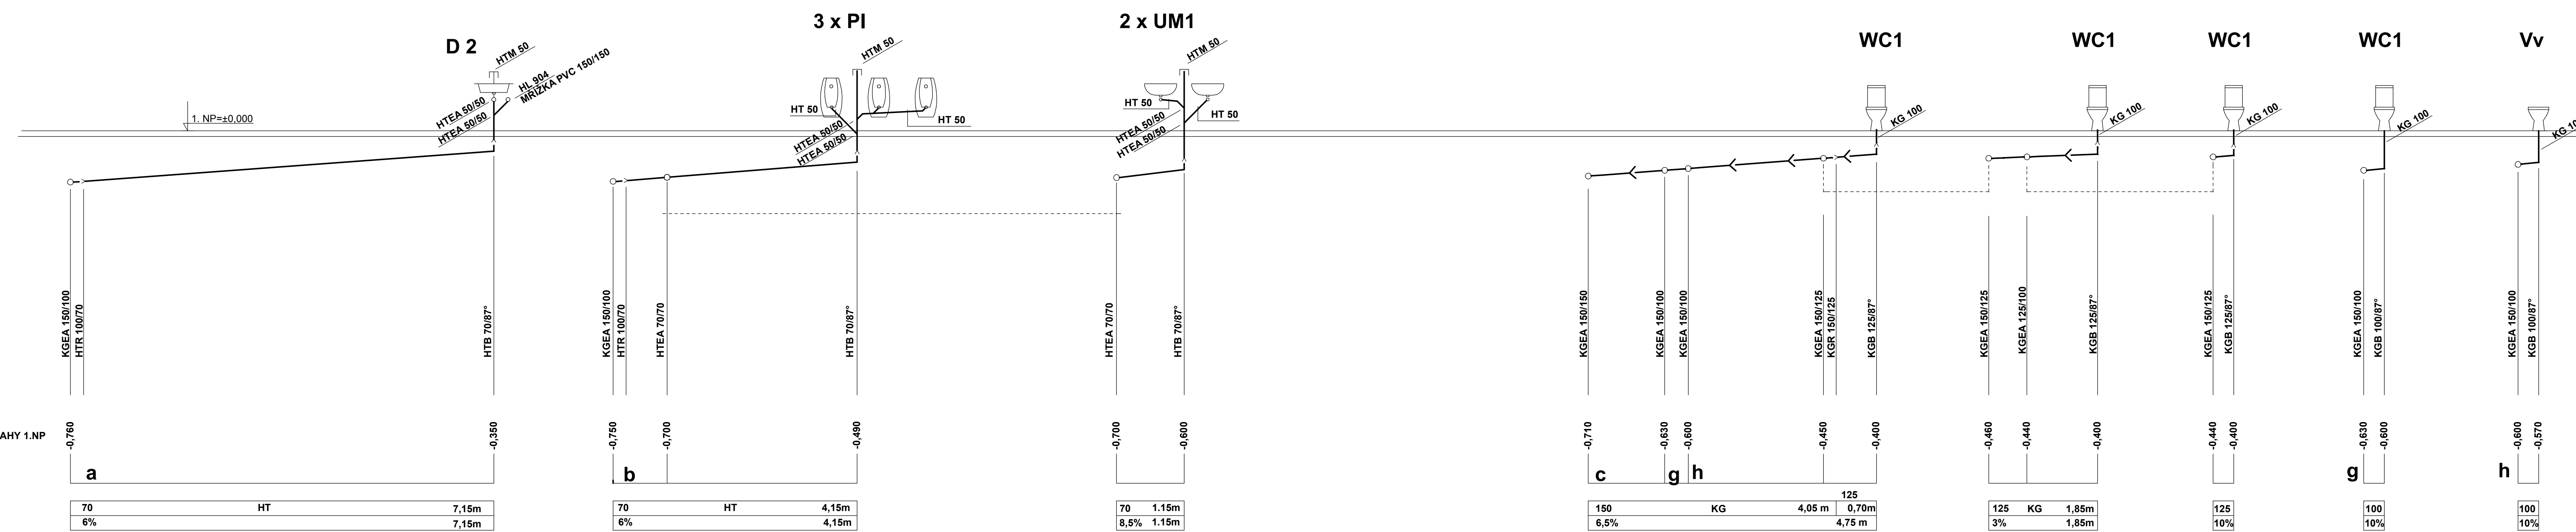 D 2
3 x PI
2 x UM1
WC1
WC1
WC1
WC1
Vv
HTM 50
HL 904
MŘÍŽKA PVC 150/150
HTEA 50/50
HTEA 50/50
1. NP=±0,000
HTM 50
HT 50
HT 50
HTEA 50/50
HTEA 50/50
HTM 50
HT 50
HT 50
HTEA 50/50
HTEA 50/50
KG 100
KG 100
KG 100
KG 100
KG 10
KGEA 150/100
HTR 100/70
HTB 70/87°
KGEA 150/100
HTR 100/70
HTEA 70/70
HTB 70/87°
HTEA 70/70
HTB 70/87°
KGEA 150/150
KGEA 150/100
KGEA 150/100
KGEA 150/125
KGR 150/125
KGB 125/87°
KGEA 150/125
KGEA 125/100
KGB 125/87°
KGEA 150/125
KGB 125/87°
KGEA 150/100
KGB 100/87°
KGEA 150/100
KGB 100/87°
AHY 1.NP
-0,760
-0,350
-0,750
-0,700
-0,490
-0,700
-0,600
-0,710
-0,630
-0,600
-0,450
-0,400
-0,460
-0,440
-0,400
-0,440
-0,400
-0,630
-0,600
-0,600
-0,570
a
b
c
g
h
g
h
70 HT 7,15m
6% 7,15m
70 HT 4,15m
6% 4,15m
70 1.15m
8,5% 1.15m
125
150 KG 4,05 m 0,70m
6,5% 4,75 m
125 KG 1,85m
3% 1,85m
125
10%
100
10%
100
10%